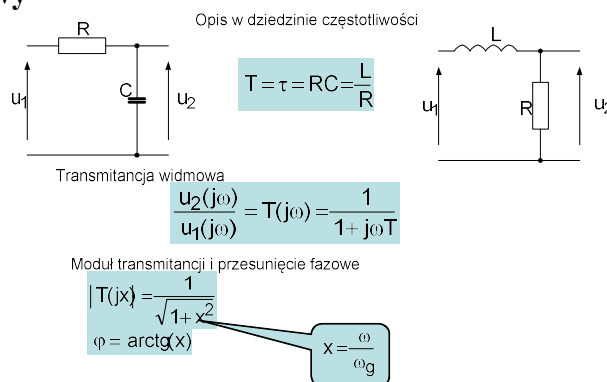 Opis w dziedzinie częstotliwości
R
C
u1
u2
T = τ = RC = L/R
L
R
u1
Transmitancja widmowa
u2(jω)/u1(jω) = T(jω) = 1/(1+ jωT)
Moduł transmitancji i przesunięcie fazowe
|T(jx)| = 1/√(1+ x²)
φ = arctg(x)
x = ω/ωg